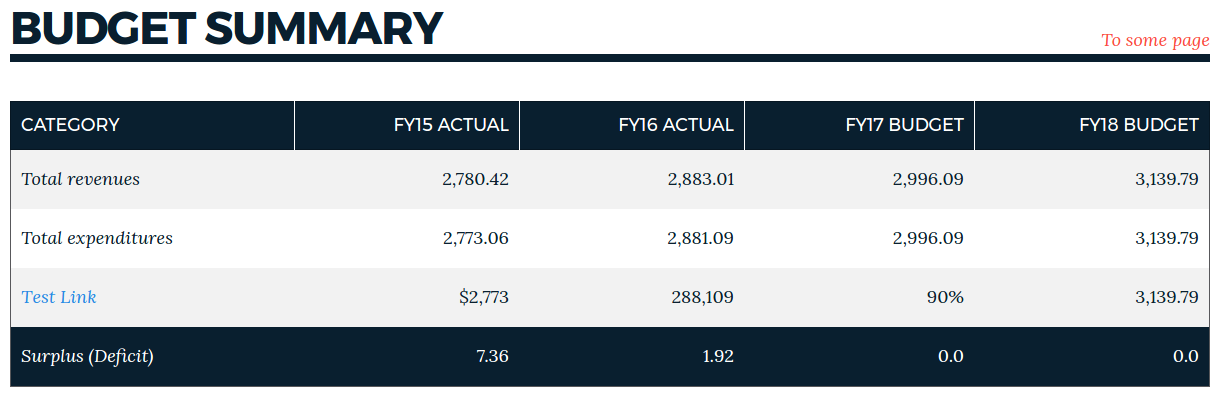 BUDGET SUMMARY
To some page
CATEGORY FY15 ACTUAL FY16 ACTUAL FY17 BUDGET FY18 BUDGET
Total revenues 2,780.42 2,883.01 2,996.09 3,139.79
Total expenditures 2,773.06 2,881.09 2,996.09 3,139.79
Test Link $2,773 288,109 90% 3,139.79
Surplus (Deficit) 7.36 1.92 0.0 0.0